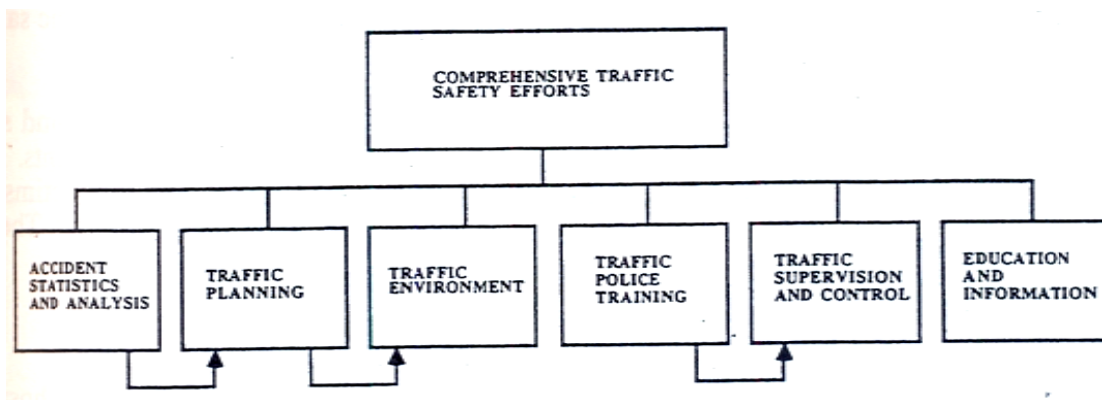 COMPREHENSIVE TRAFFIC
SAFETY EFFORTS
ACCIDENT
STATISTICS
AND ANALYSIS
TRAFFIC
PLANNING
TRAFFIC
ENVIRONMENT
TRAFFIC
POLICE
TRAINING
TRAFFIC
SUPERVISION
AND CONTROL
EDUCATION
AND
INFORMATION